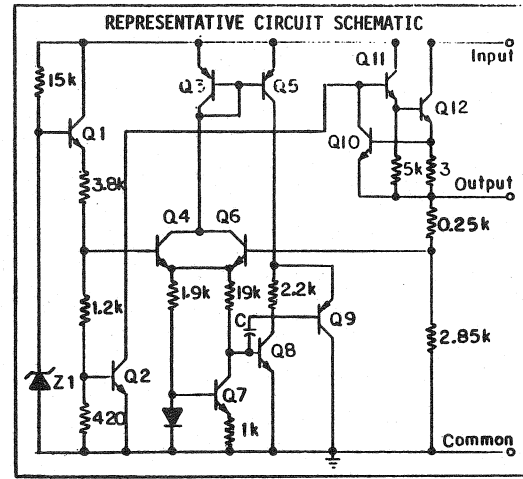 REPRESENTATIVE CIRCUIT SCHEMATIC
Q11
Input
15k
Q3
Q5
Q12
Q1
Q10
3.8k
5k
3
Output
Q4
Q6
0.25k
1.2k
1.9k
19k
2.2k
C
Q9
2.85k
Z1
Q2
Q8
Q7
420
1k
Common